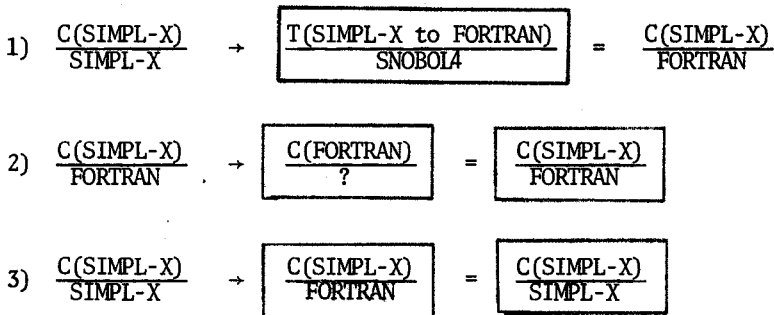 1) C(SIMPL-X) → T(SIMPL-X to FORTRAN) = C(SIMPL-X)
SIMPL-X SNOBOL4 FORTRAN
2) C(SIMPL-X) → C(FORTRAN) = C(SIMPL-X)
FORTRAN . ? FORTRAN
3) C(SIMPL-X) → C(SIMPL-X) = C(SIMPL-X)
SIMPL-X FORTRAN SIMPL-X